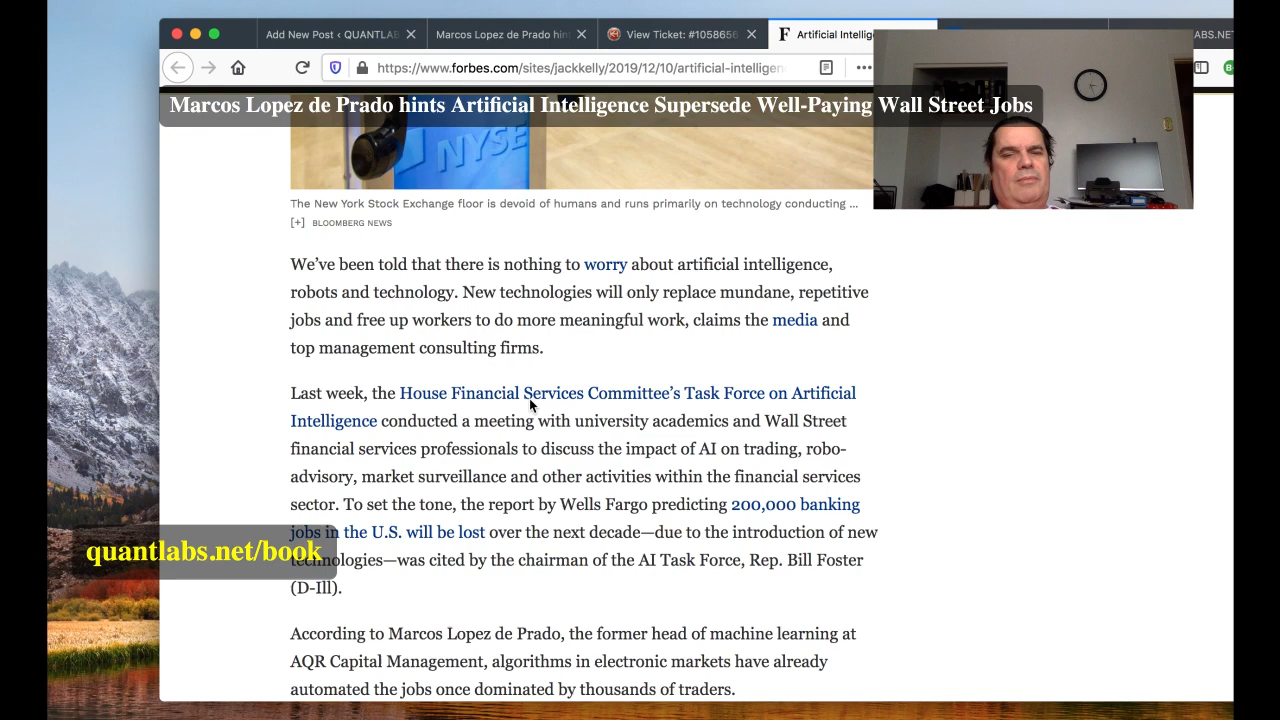 Add New Post ‹ QUANTLAB
Marcos Lopez de Prado hint
View Ticket: #1058656
F Artificial Intellig
ABS.NET
https://www.forbes.com/sites/jackkelly/2019/12/10/artificial-intelligen
Marcos Lopez de Prado hints Artificial Intelligence Supersede Well-Paying Wall Street Jobs
NYSE
The New York Stock Exchange floor is devoid of humans and runs primarily on technology conducting ...
[+] BLOOMBERG NEWS
We’ve been told that there is nothing to worry about artificial intelligence,
robots and technology. New technologies will only replace mundane, repetitive
jobs and free up workers to do more meaningful work, claims the media and
top management consulting firms.
Last week, the House Financial Services Committee’s Task Force on Artificial
Intelligence conducted a meeting with university academics and Wall Street
financial services professionals to discuss the impact of AI on trading, robo-
advisory, market surveillance and other activities within the financial services
sector. To set the tone, the report by Wells Fargo predicting 200,000 banking
jobs in the U.S. will be lost over the next decade—due to the introduction of new
quantlabs.net/book
technologies—was cited by the chairman of the AI Task Force, Rep. Bill Foster
(D-Ill).
According to Marcos Lopez de Prado, the former head of machine learning at
AQR Capital Management, algorithms in electronic markets have already
automated the jobs once dominated by thousands of traders.